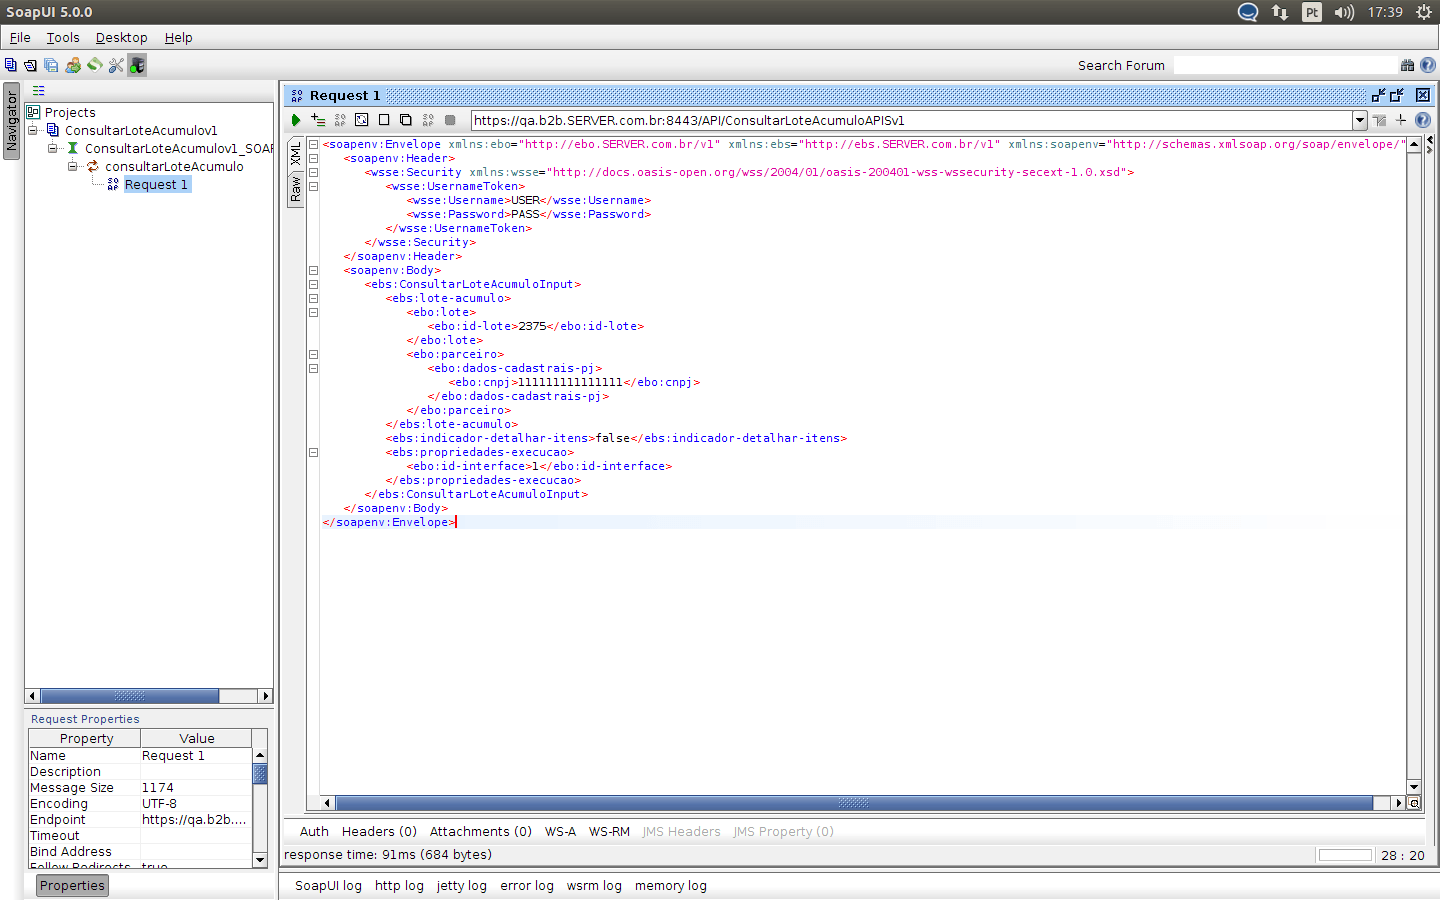 SoapUI 5.0.0
Pt
17:39
File Tools Desktop Help
Search Forum
Navigator
Projects
ConsultarLoteAcumulov1
ConsultarLoteAcumulov1_SOAP
consultarLoteAcumulo
Request 1
Request Properties
Property Value
Name Request 1
Description
Message Size 1174
Encoding UTF-8
Endpoint https://qa.b2b....
Timeout
Bind Address
Follow Redirects true
Properties
Request 1
https://qa.b2b.SERVER.com.br:8443/API/ConsultarLoteAcumuloAPISv1
XML
Raw
<soapenv:Envelope xmlns:ebo="http://ebo.SERVER.com.br/v1" xmlns:ebs="http://ebs.SERVER.com.br/v1" xmlns:soapenv="http://schemas.xmlsoap.org/soap/envelope/"
<soapenv:Header>
<wsse:Security xmlns:wsse="http://docs.oasis-open.org/wss/2004/01/oasis-200401-wss-wssecurity-secext-1.0.xsd">
<wsse:UsernameToken>
<wsse:Username>USER</wsse:Username>
<wsse:Password>PASS</wsse:Password>
</wsse:UsernameToken>
</wsse:Security>
</soapenv:Header>
<soapenv:Body>
<ebs:ConsultarLoteAcumuloInput>
<ebs:lote-acumulo>
<ebo:lote>
<ebo:id-lote>2375</ebo:id-lote>
</ebo:lote>
<ebo:parceiro>
<ebo:dados-cadastrais-pj>
<ebo:cnpj>111111111111111</ebo:cnpj>
</ebo:dados-cadastrais-pj>
</ebo:parceiro>
</ebs:lote-acumulo>
<ebs:indicador-detalhar-itens>false</ebs:indicador-detalhar-itens>
<ebs:propriedades-execucao>
<ebo:id-interface>1</ebo:id-interface>
</ebs:propriedades-execucao>
</ebs:ConsultarLoteAcumuloInput>
</soapenv:Body>
</soapenv:Envelope>
Auth Headers (0) Attachments (0) WS-A WS-RM JMS Headers JMS Property (0)
response time: 91ms (684 bytes)
28 : 20
SoapUI log http log jetty log error log wsrm log memory log